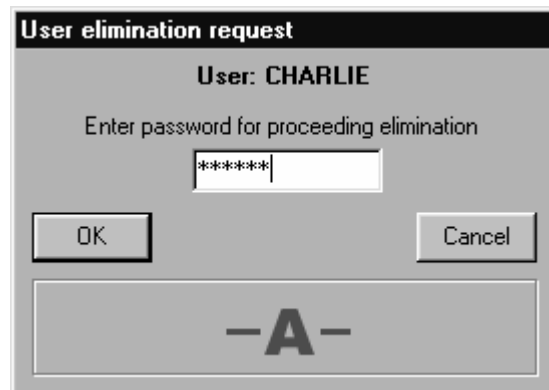 User elimination request
User: CHARLIE
Enter password for proceeding elimination
******
OK Cancel
–A–